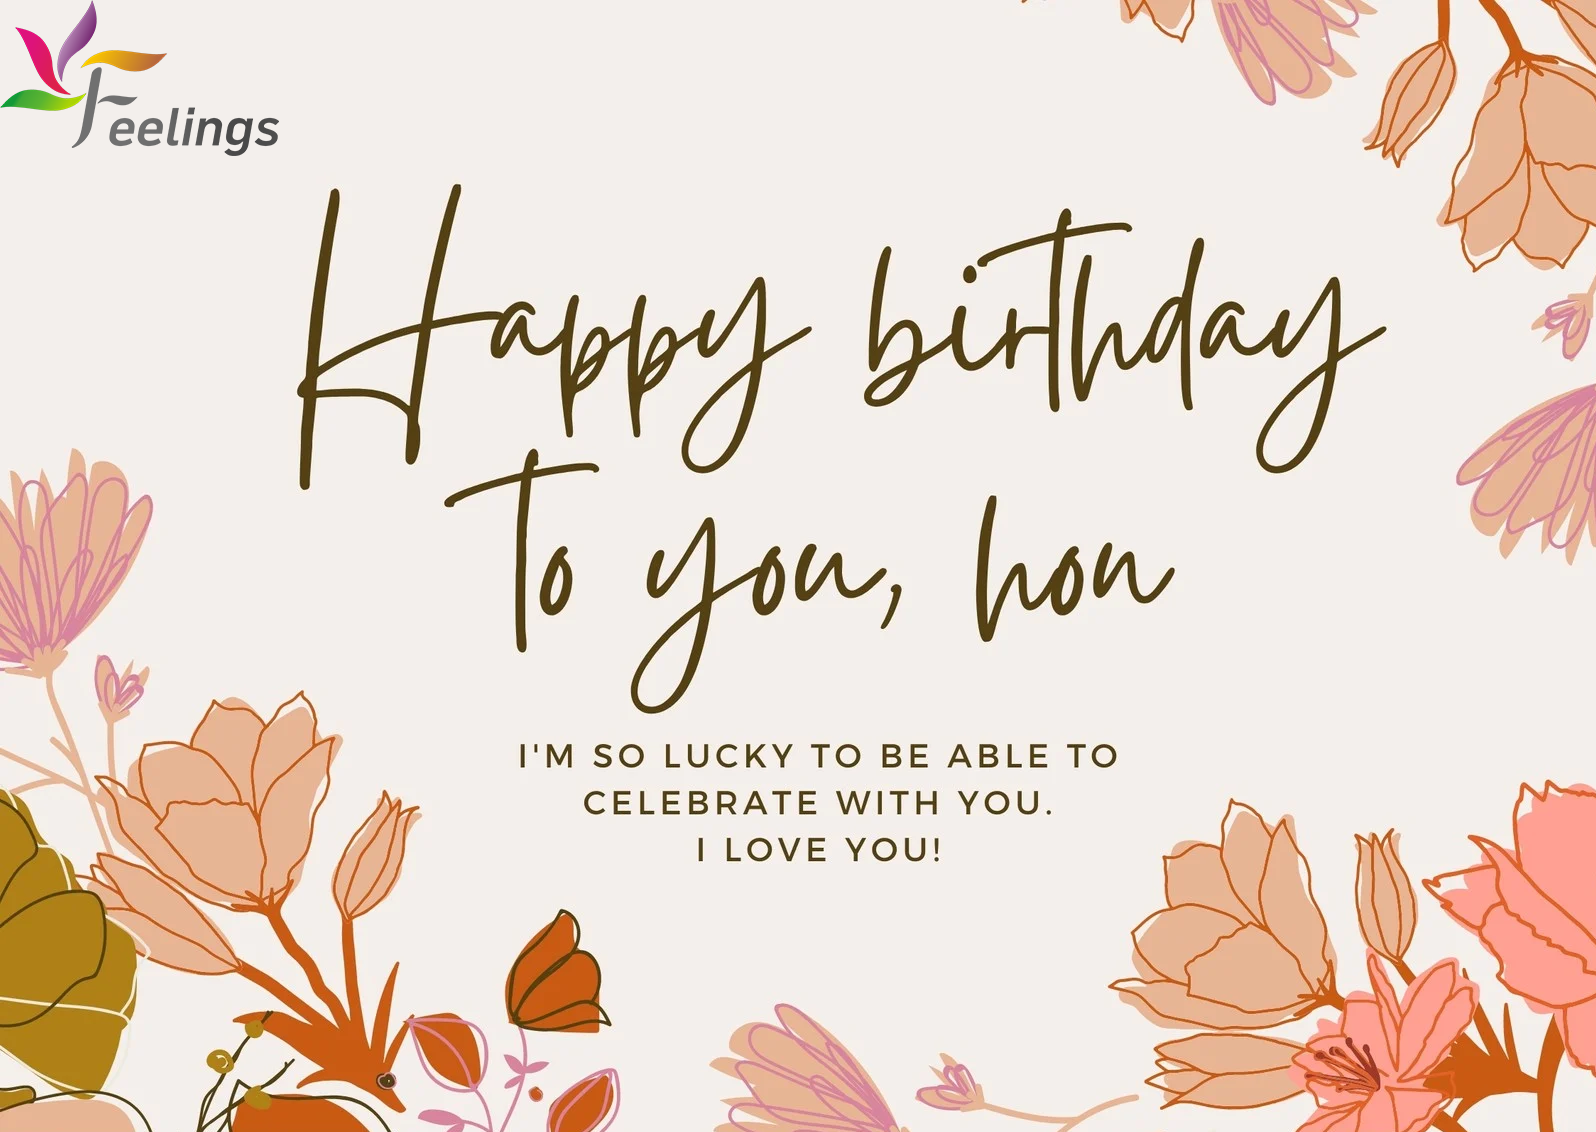 Feelings
Happy birthday
To you, hon
I'M SO LUCKY TO BE ABLE TO
CELEBRATE WITH YOU.
I LOVE YOU!